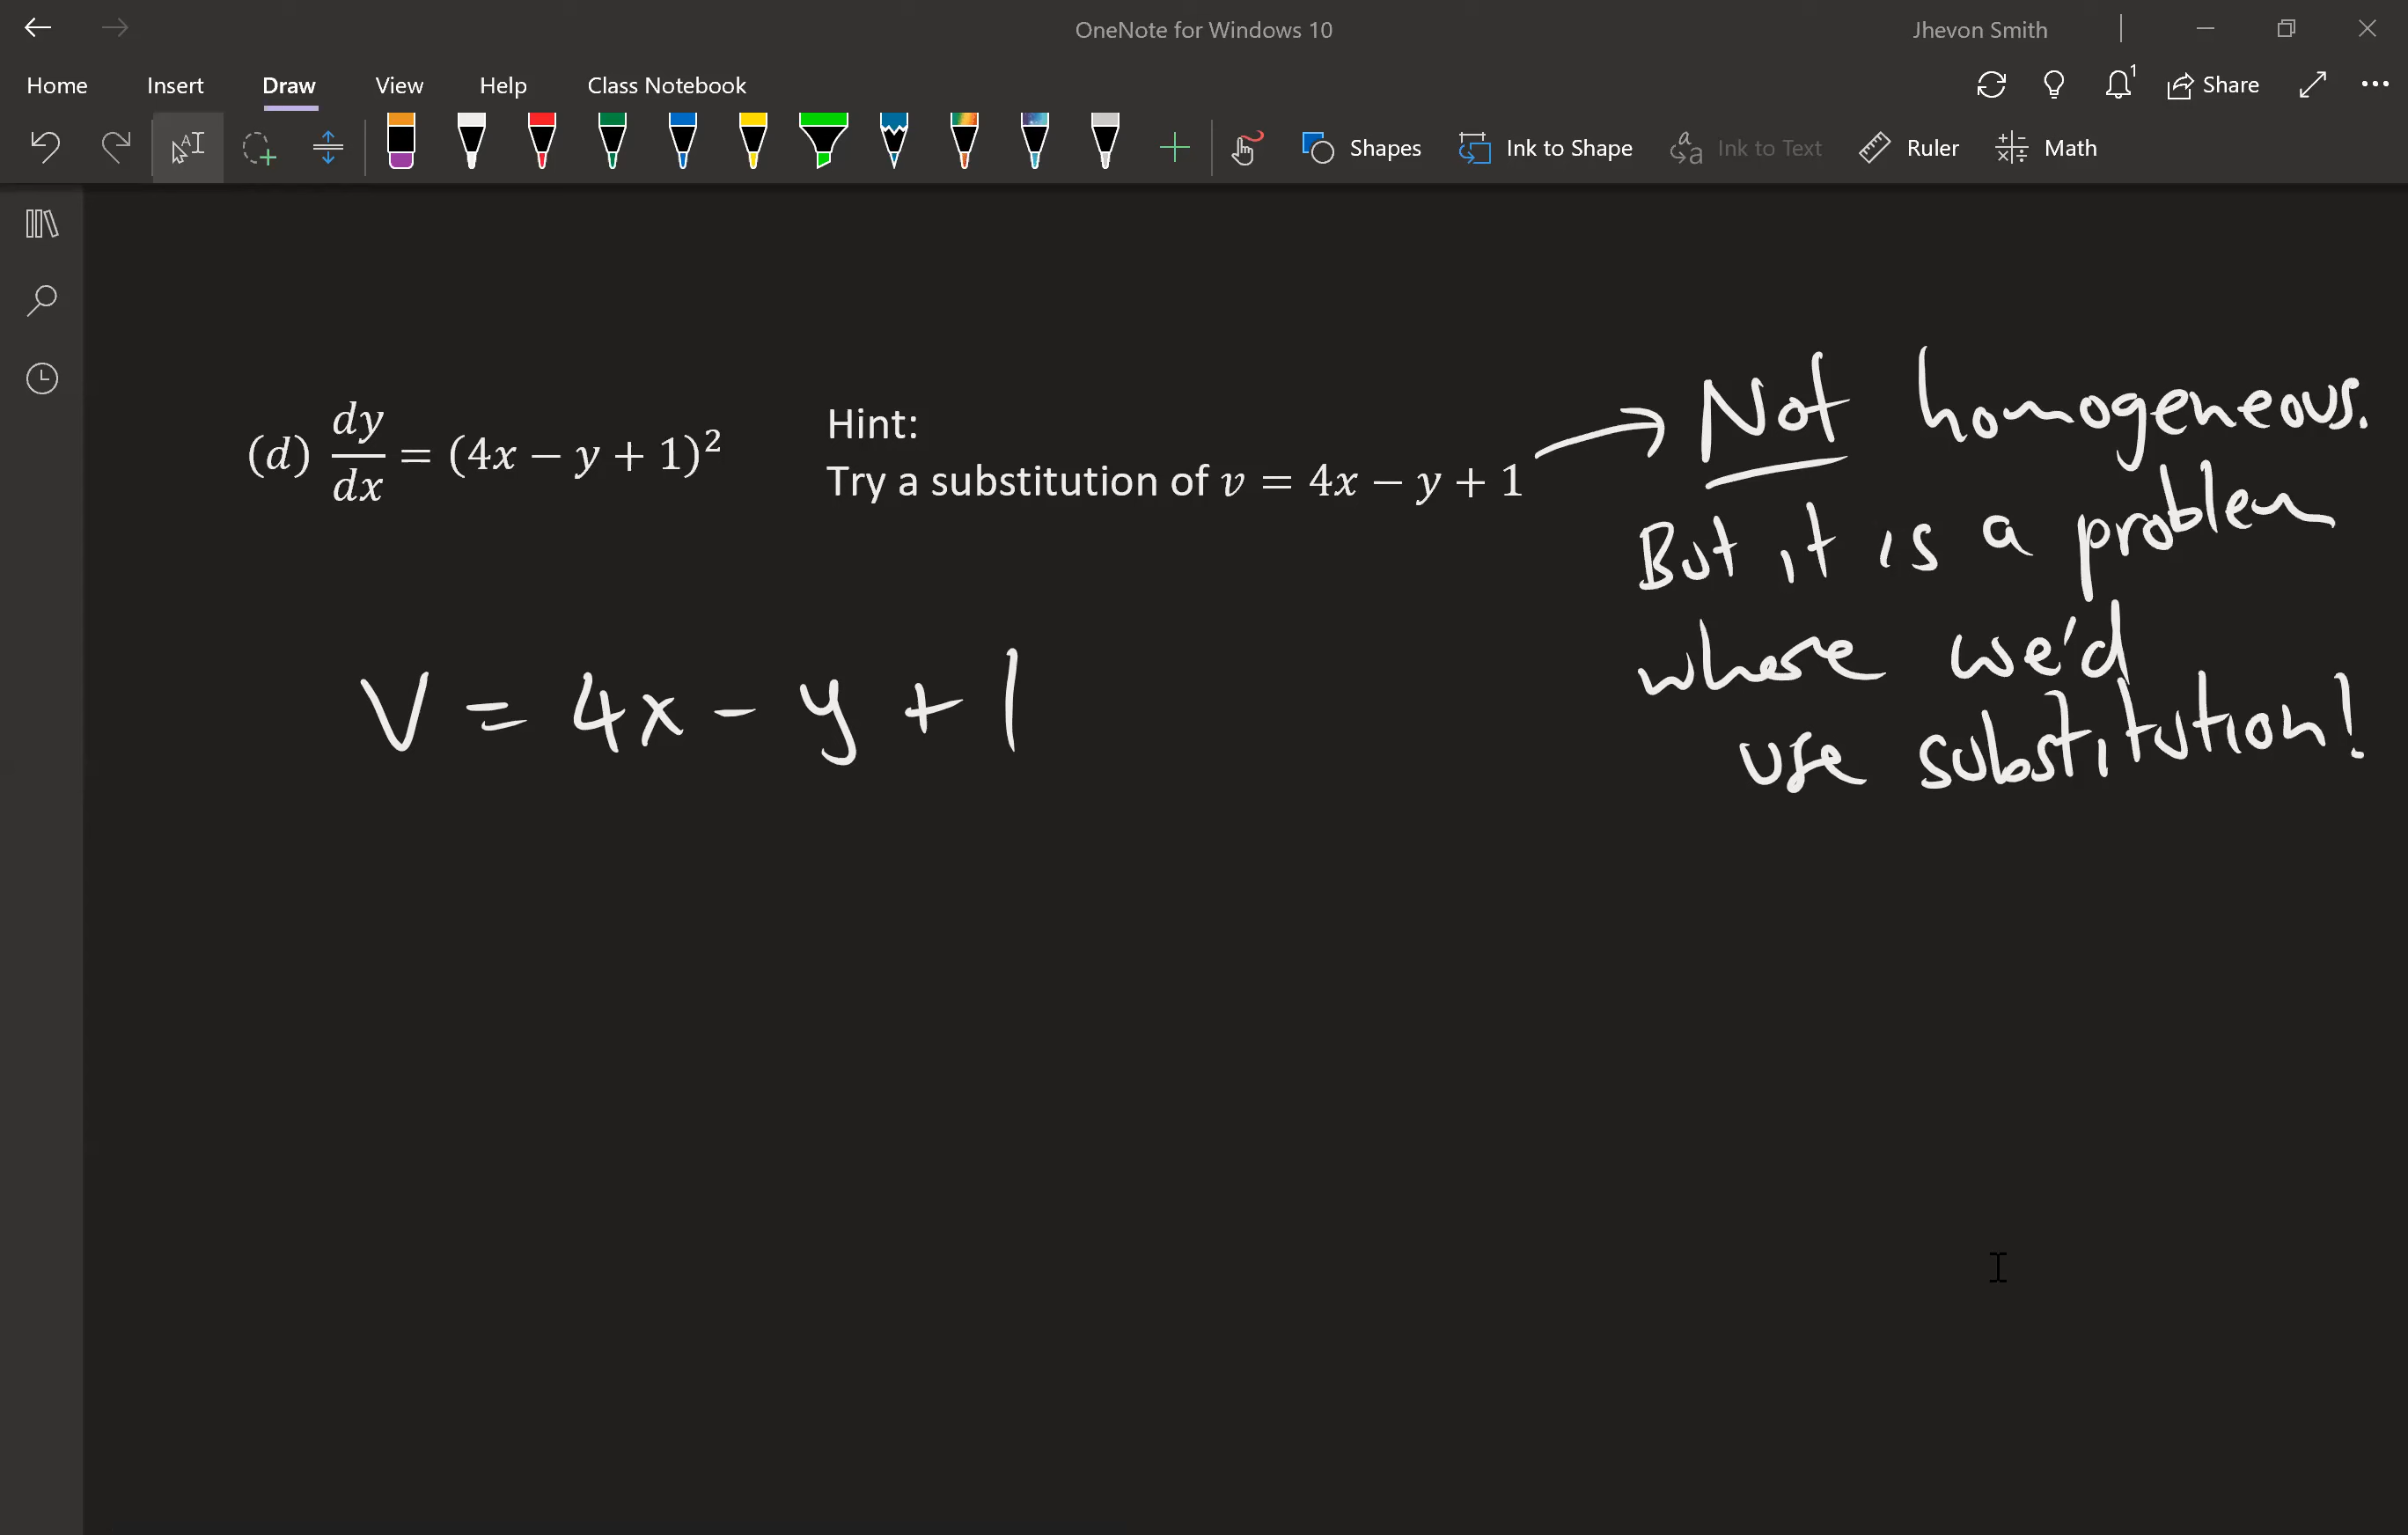 OneNote for Windows 10
Jhevon Smith
Home Insert Draw View Help Class Notebook
1 Share
Shapes Ink to Shape Ink to Text Ruler Math
(d) dy/dx = (4x − y + 1)²
Hint:
Try a substitution of v = 4x − y + 1
Not homogeneous.
But it is a problem
where we'd
use substitution!
V = 4x - y + 1